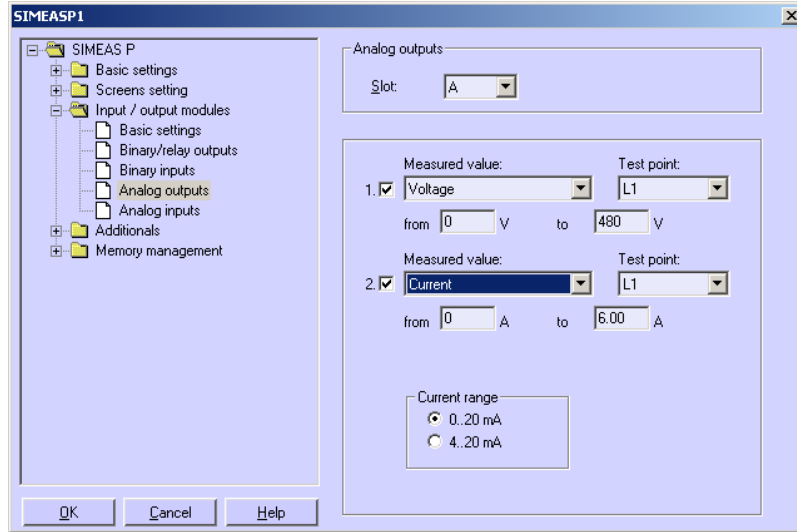 SIMEASP1
SIMEAS P
Basic settings
Screens setting
Input / output modules
Basic settings
Binary/relay outputs
Binary inputs
Analog outputs
Analog inputs
Additionals
Memory management
OK Cancel Help
Analog outputs
Slot: A
Measured value: Test point:
1. Voltage L1
from 0 V to 480 V
Measured value: Test point:
2. Current L1
from 0 A to 6.00 A
Current range
0..20 mA
4..20 mA